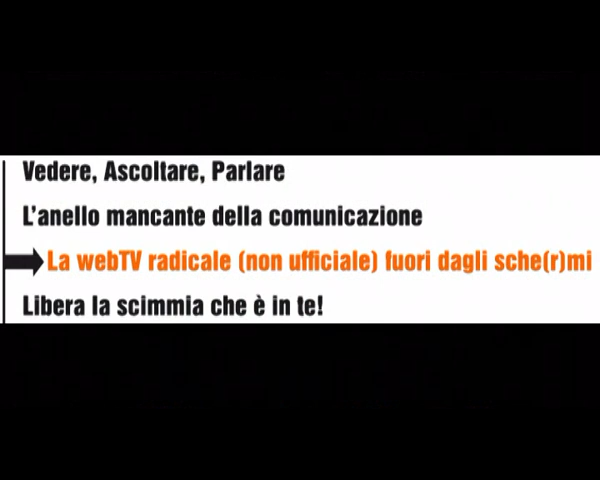 Vedere, Ascoltare, Parlare
L'anello mancante della comunicazione
La webTV radicale (non ufficiale) fuori dagli sche(r)mi
Libera la scimmia che è in te!